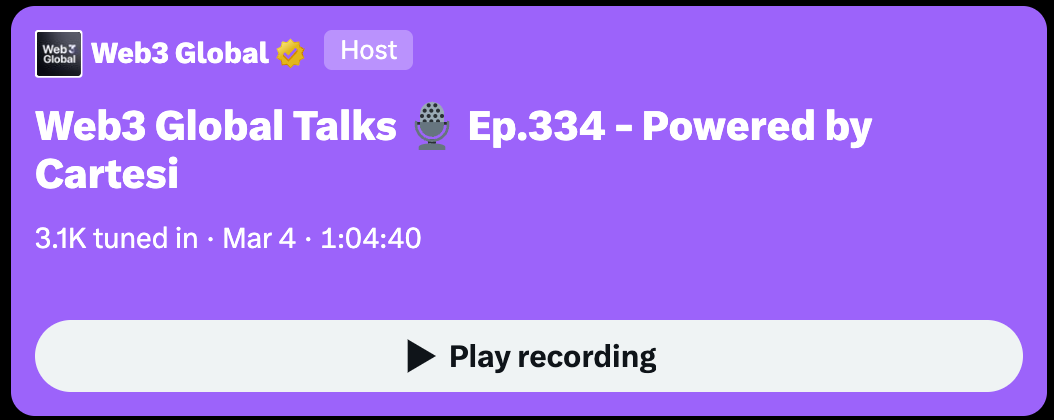 Web3 Global
Web3 Global Host
Web3 Global Talks 🎙️ Ep.334 - Powered by
Cartesi
3.1K tuned in · Mar 4 · 1:04:40
Play recording